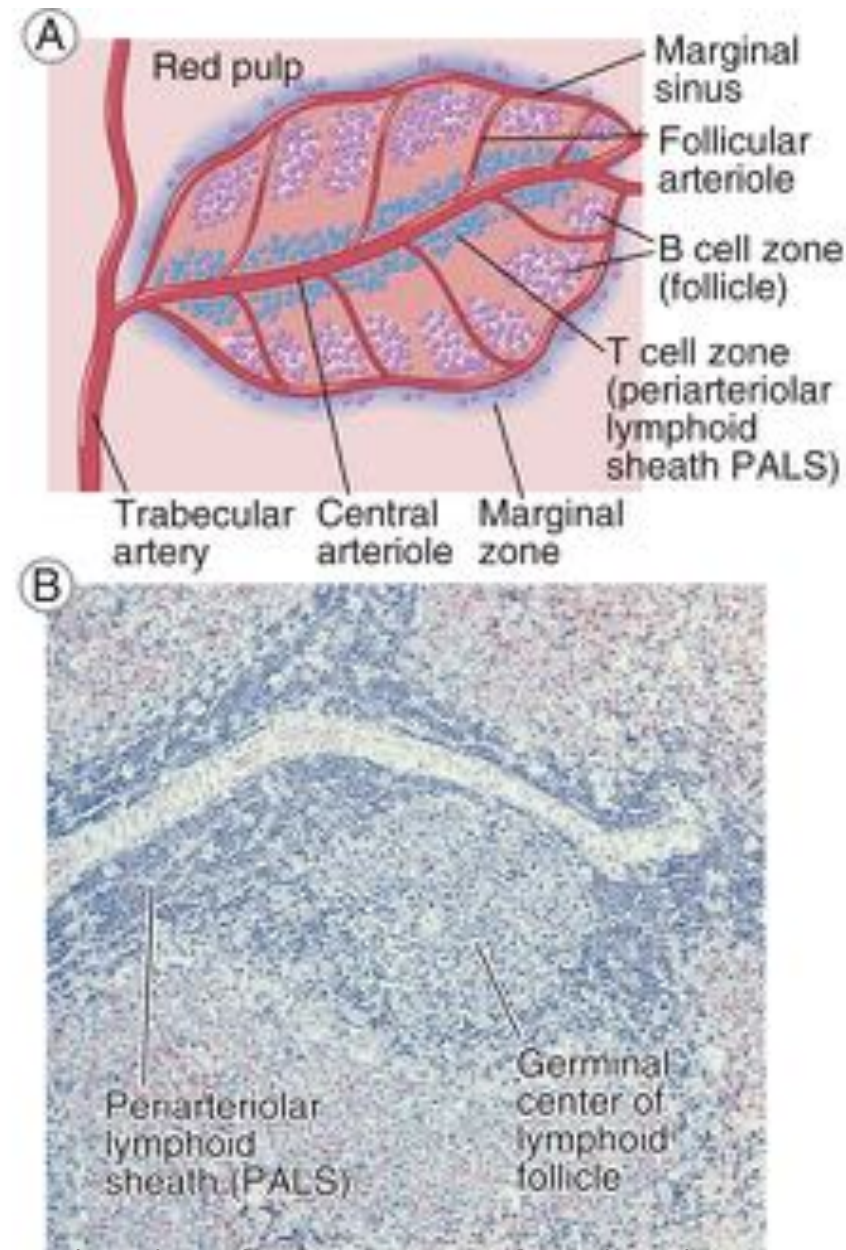 A
Red pulp
Marginal
sinus
Follicular
arteriole
B cell zone
(follicle)
T cell zone
(periarteriolar
lymphoid
sheath PALS)
Trabecular
artery
Central
arteriole
Marginal
zone
B
Periarteriolar
lymphoid
sheath (PALS)
Germinal
center of
lymphoid
follicle